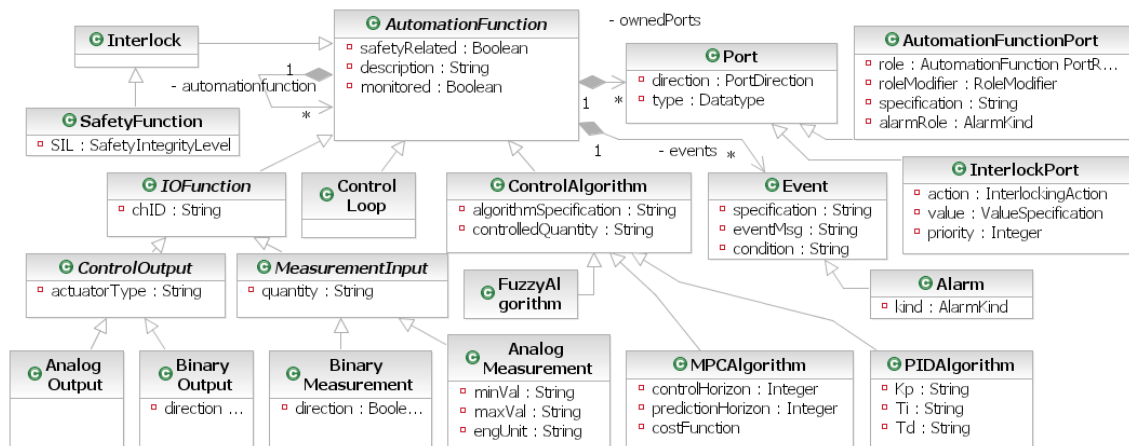 Interlock
SafetyFunction
SIL : SafetyIntegrityLevel
AutomationFunction
safetyRelated : Boolean
description : String
monitored : Boolean
1
- automationfunction
*
- ownedPorts
1
*
Port
direction : PortDirection
type : Datatype
AutomationFunctionPort
role : AutomationFunction PortR...
roleModifier : RoleModifier
specification : String
alarmRole : AlarmKind
1
- events
*
InterlockPort
action : InterlockingAction
value : ValueSpecification
priority : Integer
IOFunction
chID : String
Control
Loop
ControlAlgorithm
algorithmSpecification : String
controlledQuantity : String
Event
specification : String
eventMsg : String
condition : String
ControlOutput
actuatorType : String
MeasurementInput
quantity : String
FuzzyAl
gorithm
Alarm
kind : AlarmKind
Analog
Output
Binary
Output
direction ...
Binary
Measurement
direction : Boole...
Analog
Measurement
minVal : String
maxVal : String
engUnit : String
MPCAlgorithm
controlHorizon : Integer
predictionHorizon : Integer
costFunction
PIDAlgorithm
Kp : String
Ti : String
Td : String